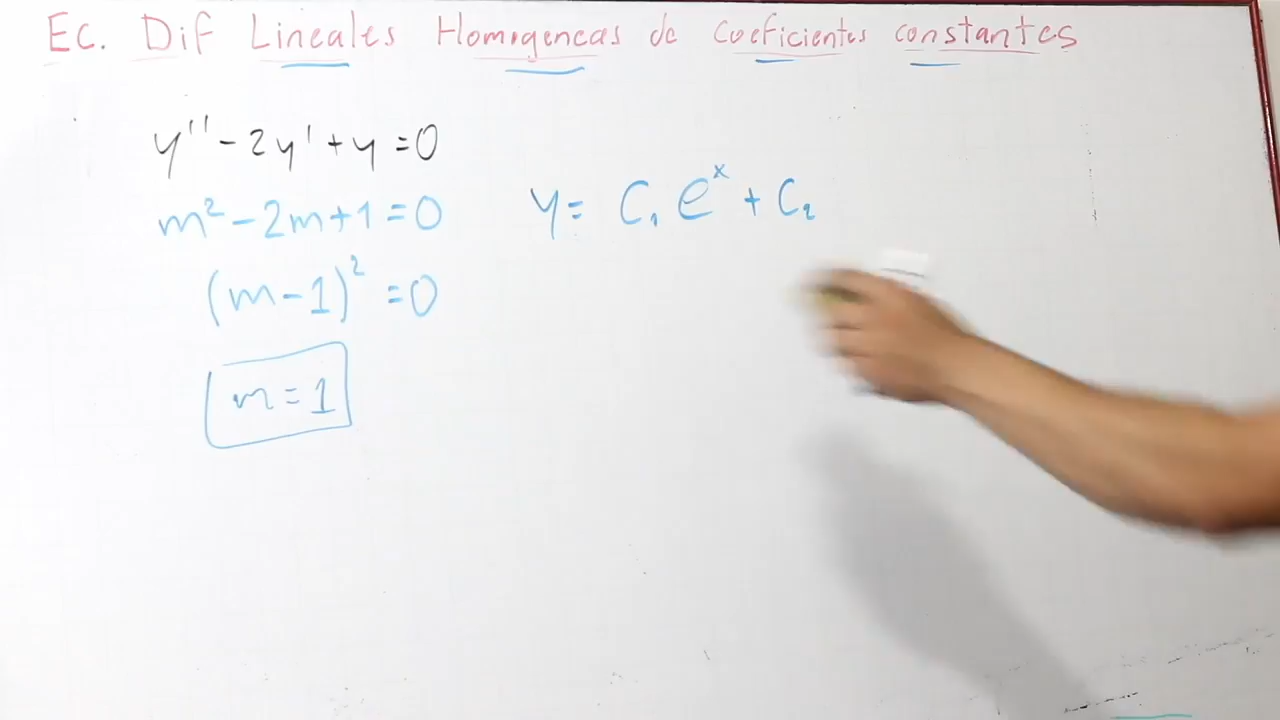 Ec. Dif Lineales Homogeneas de Coeficientes constantes
y'' - 2y' + y = 0
m² - 2m + 1 = 0
(m - 1)² = 0
m = 1
y = C₁ eˣ + C₂